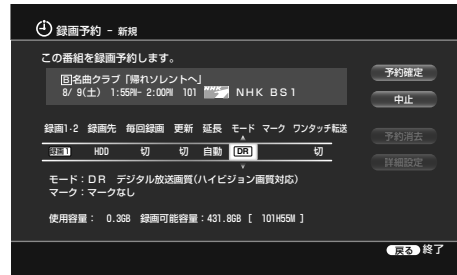 録画予約 - 新規
この番組を録画予約します。
名曲クラブ「帰れソレントへ」
8/ 9(土) 1:55PM- 2:00PM 101 NHK BS1
予約確定
中止
予約消去
詳細設定
録画1·2 録画先 毎回録画 更新 延長 モード マーク ワンタッチ転送
録画1 HDD 切 切 自動 DR 切
モード：DR デジタル放送画質(ハイビジョン画質対応)
マーク：マークなし
使用容量： 0.3GB 録画可能容量：431.8GB [ 101H55M ]
戻る 終了